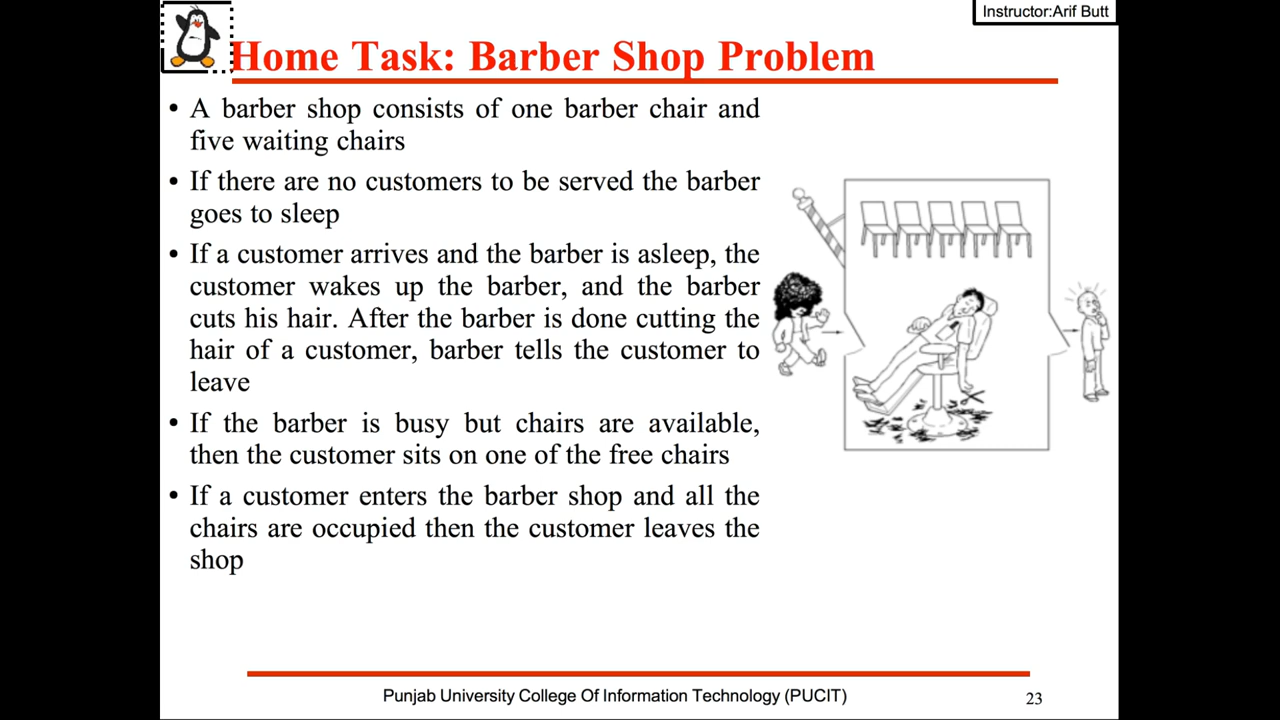 Instructor:Arif Butt
Home Task: Barber Shop Problem
• A barber shop consists of one barber chair and
five waiting chairs
• If there are no customers to be served the barber
goes to sleep
• If a customer arrives and the barber is asleep, the
customer wakes up the barber, and the barber
cuts his hair. After the barber is done cutting the
hair of a customer, barber tells the customer to
leave
• If the barber is busy but chairs are available,
then the customer sits on one of the free chairs
• If a customer enters the barber shop and all the
chairs are occupied then the customer leaves the
shop
Punjab University College Of Information Technology (PUCIT)
23